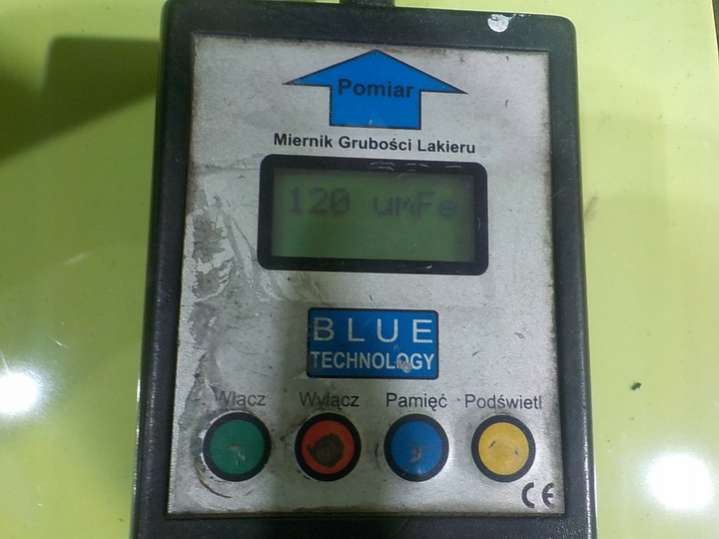 Pomiar
Miernik Grubości Lakieru
120 umFe
BLUE
TECHNOLOGY
Włącz Wyłącz Pamięć Podświetl
CE